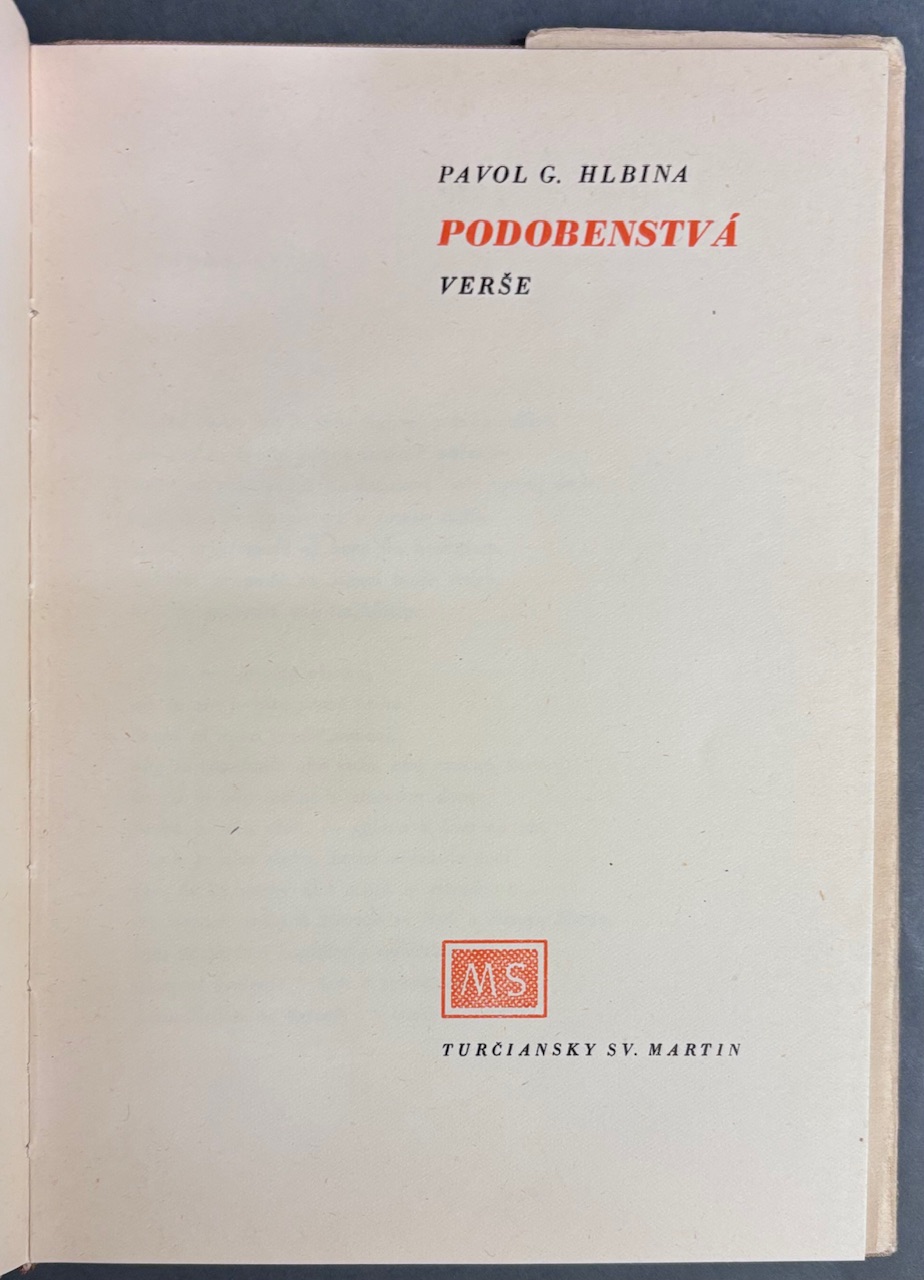 PAVOL G. HLBINA
PODOBENSTVÁ
VERŠE
MS
TURČIANSKY SV. MARTIN